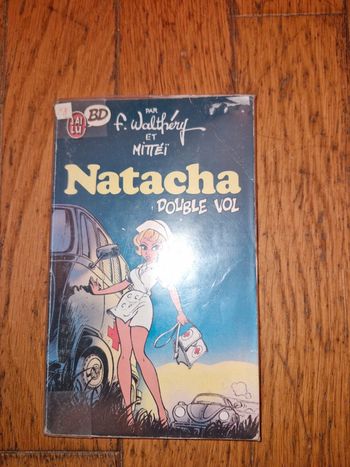 J'AI
LU
BD
PAR
F. Walthéry
ET
MITTÉÏ
Natacha
DOUBLE VOL